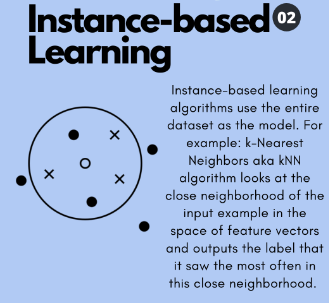 Instance-based 02
Learning
Instance-based learning
algorithms use the entire
dataset as the model. For
example: k-Nearest
Neighbors aka kNN
algorithm looks at the
close neighborhood of the
input example in the
space of feature vectors
and outputs the label that
it saw the most often in
this close neighborhood.